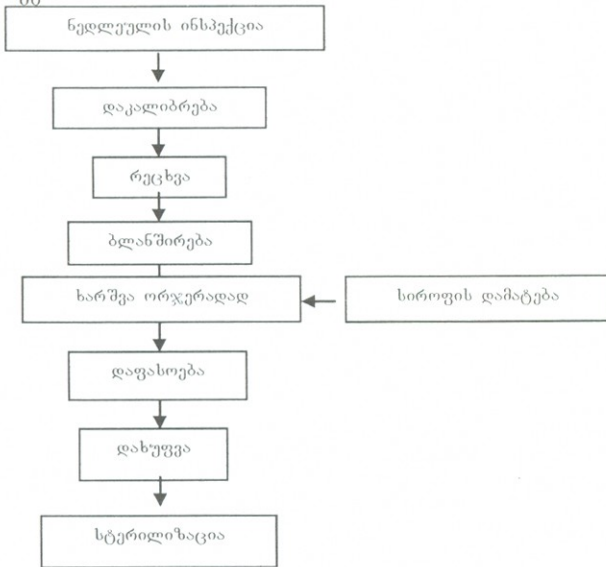 ნედლეულის ინსპექცია
დაკალიბრება
რეცხვა
ბლანშირება
ხარშვა ორჯერადად
სიროფის დამატება
დაფასოება
დახუფვა
სტერილიზაცია